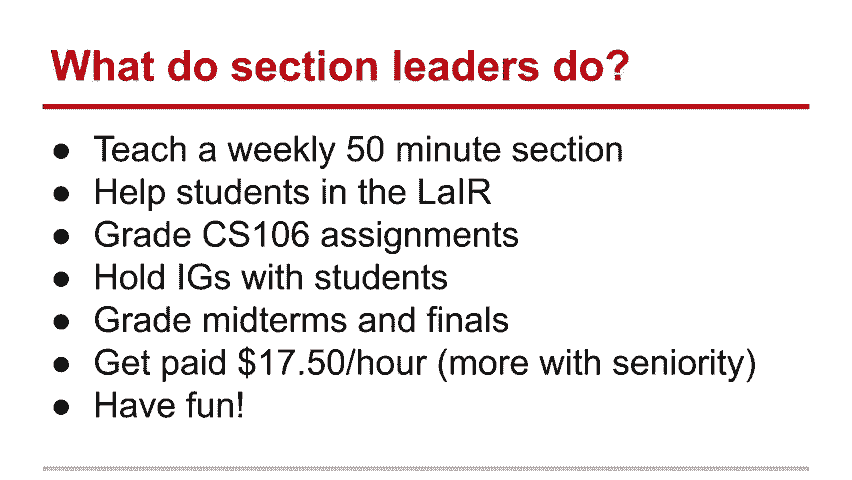 What do section leaders do?
● Teach a weekly 50 minute section
● Help students in the LaIR
● Grade CS106 assignments
● Hold IGs with students
● Grade midterms and finals
● Get paid $17.50/hour (more with seniority)
● Have fun!